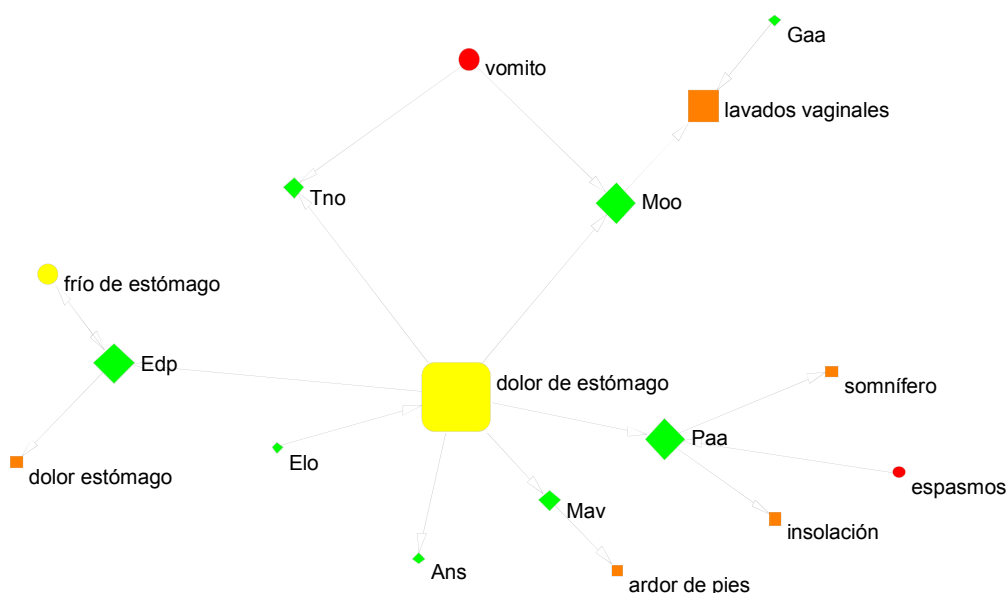 Gaa
vomito
lavados vaginales
Tno
Moo
frío de estómago
Edp
dolor de estómago
somnífero
Paa
Elo
dolor estómago
espasmos
Mav
insolación
Ans
ardor de pies